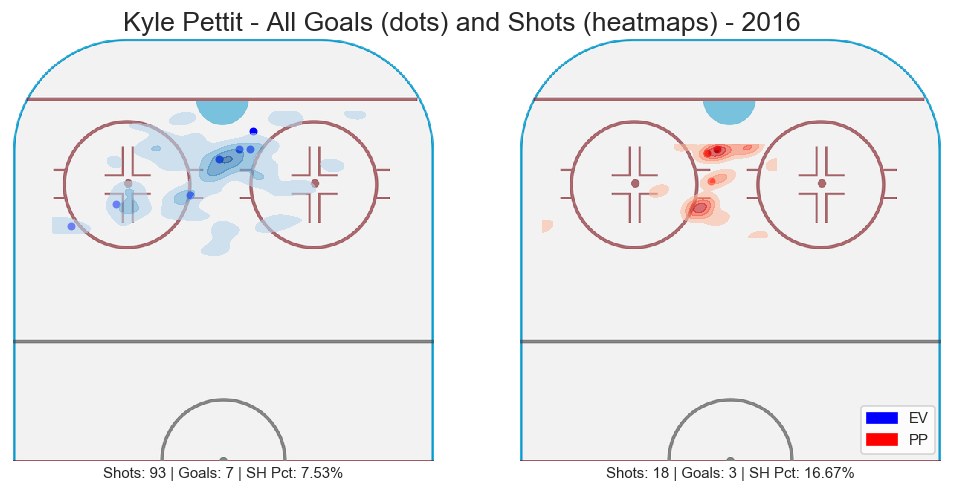 Kyle Pettit - All Goals (dots) and Shots (heatmaps) - 2016
EV
PP
Shots: 93 | Goals: 7 | SH Pct: 7.53%
Shots: 18 | Goals: 3 | SH Pct: 16.67%